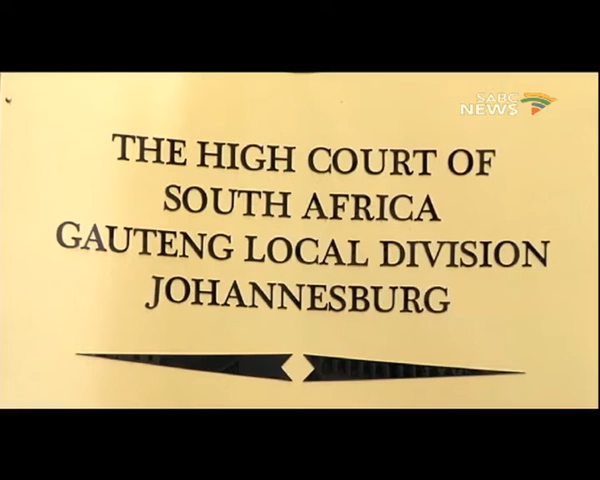 SABC
NEWS
THE HIGH COURT OF
SOUTH AFRICA
GAUTENG LOCAL DIVISION
JOHANNESBURG